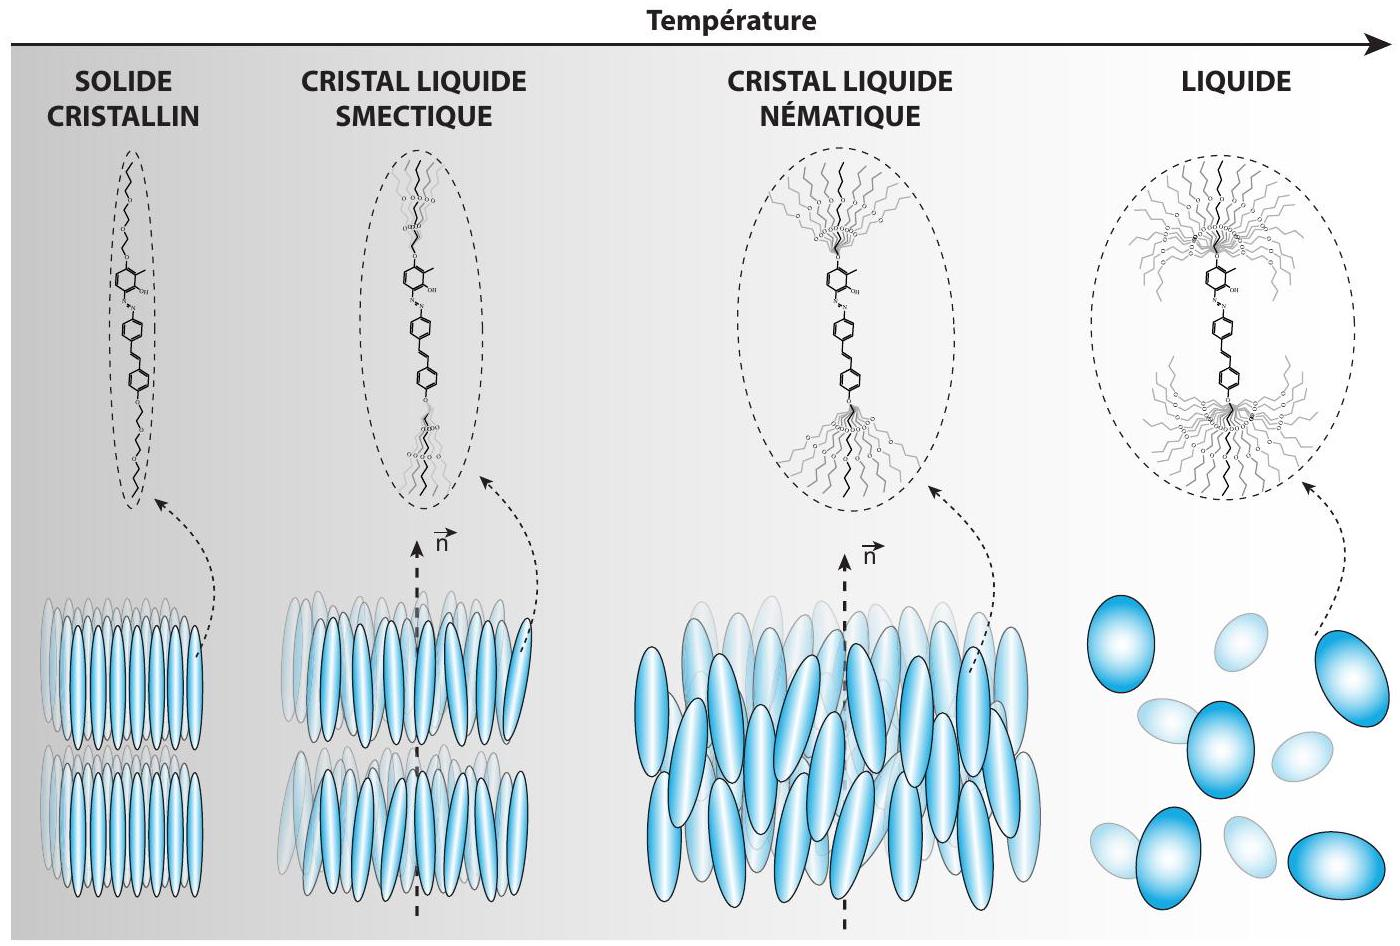 Température
SOLIDE
CRISTALLIN
CRISTAL LIQUIDE
SMECTIQUE
CRISTAL LIQUIDE
NÉMATIQUE
LIQUIDE
n
n